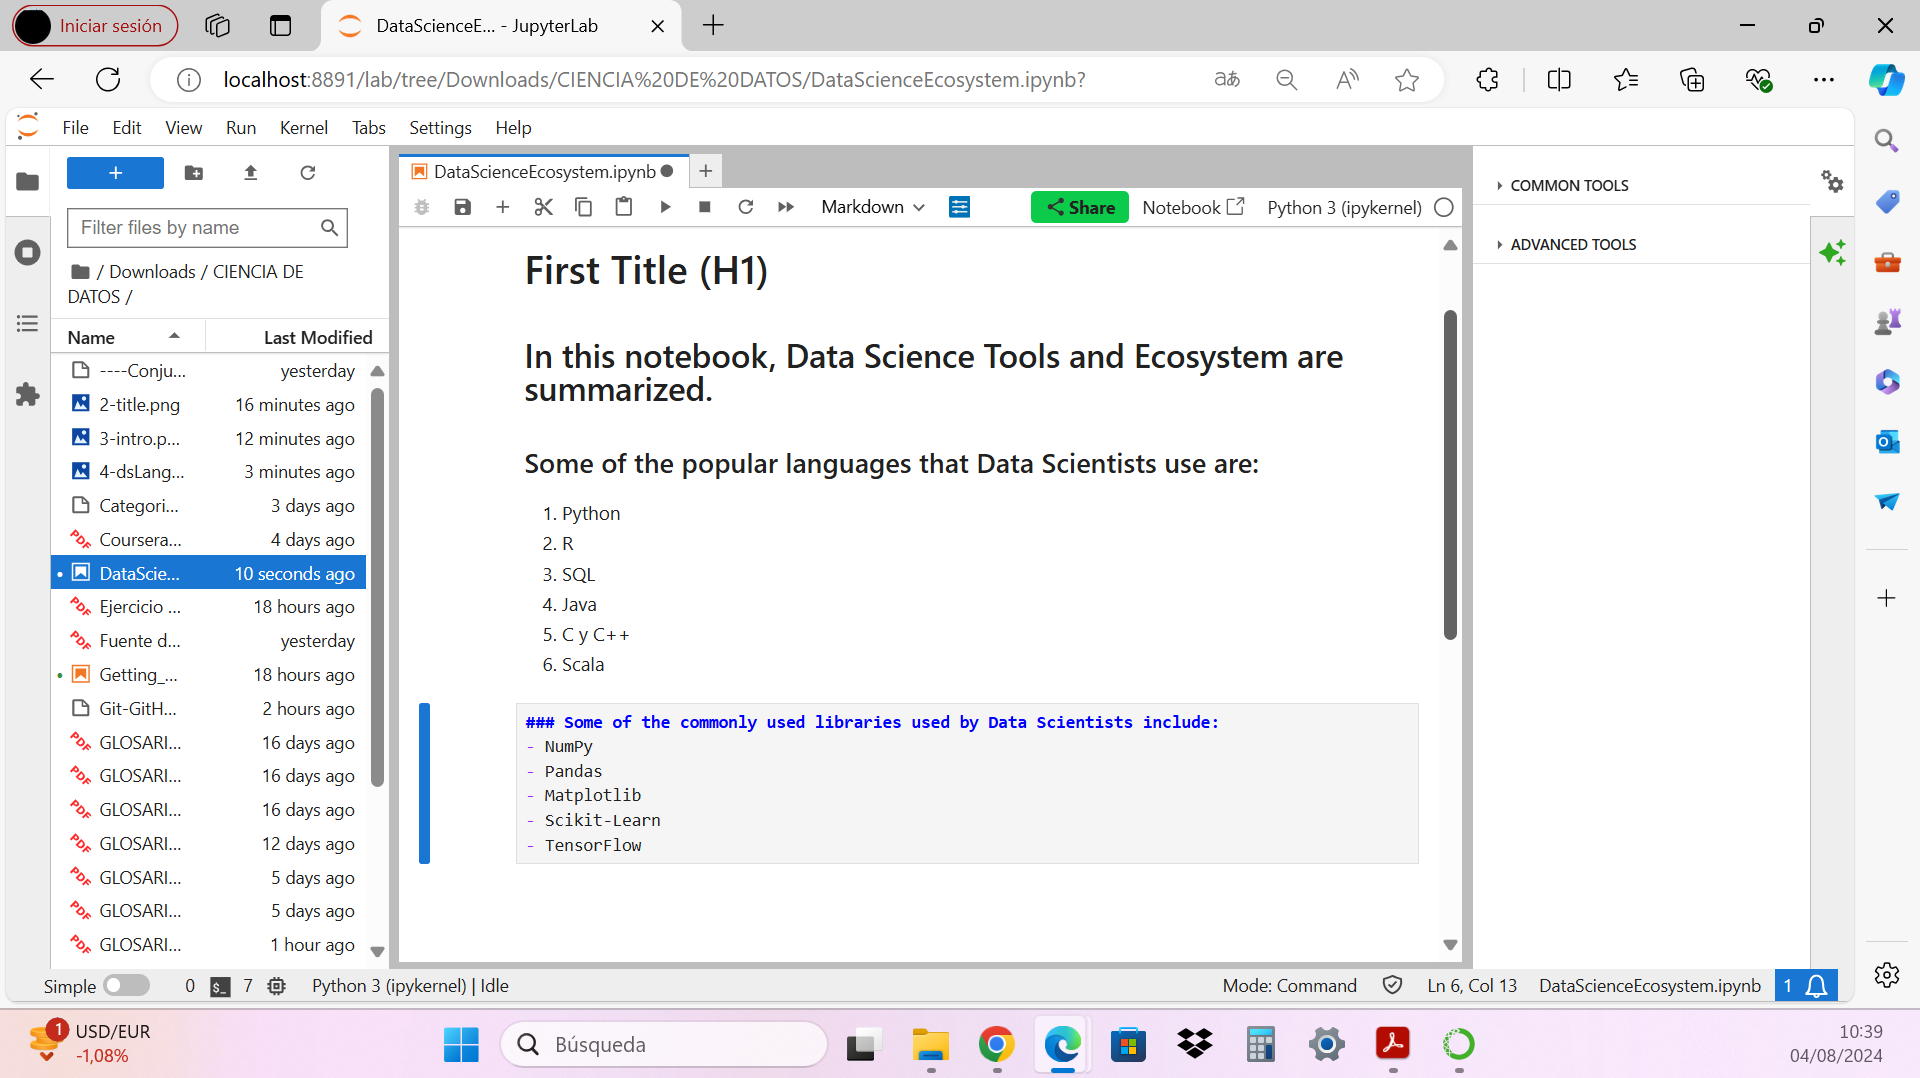 Iniciar sesión
DataScienceE... - JupyterLab
localhost:8891/lab/tree/Downloads/CIENCIA%20DE%20DATOS/DataScienceEcosystem.ipynb?
File Edit View Run Kernel Tabs Settings Help
Filter files by name
/ Downloads / CIENCIA DE
DATOS /
Name Last Modified
----Conju... yesterday
2-title.png 16 minutes ago
3-intro.p... 12 minutes ago
4-dsLang... 3 minutes ago
Categori... 3 days ago
Coursera... 4 days ago
DataScie... 10 seconds ago
Ejercicio ... 18 hours ago
Fuente d... yesterday
Getting_... 18 hours ago
Git-GitH... 2 hours ago
GLOSARI... 16 days ago
GLOSARI... 16 days ago
GLOSARI... 16 days ago
GLOSARI... 12 days ago
GLOSARI... 5 days ago
GLOSARI... 5 days ago
GLOSARI... 1 hour ago
DataScienceEcosystem.ipynb
Markdown Share Notebook Python 3 (ipykernel)
First Title (H1)
In this notebook, Data Science Tools and Ecosystem are
summarized.
Some of the popular languages that Data Scientists use are:
1. Python
2. R
3. SQL
4. Java
5. C y C++
6. Scala
### Some of the commonly used libraries used by Data Scientists include:
- NumPy
- Pandas
- Matplotlib
- Scikit-Learn
- TensorFlow
COMMON TOOLS
ADVANCED TOOLS
Simple 0 $_ 7 Python 3 (ipykernel) | Idle Mode: Command Ln 6, Col 13 DataScienceEcosystem.ipynb 1
1 USD/EUR
-1,08%
Búsqueda
10:39
04/08/2024